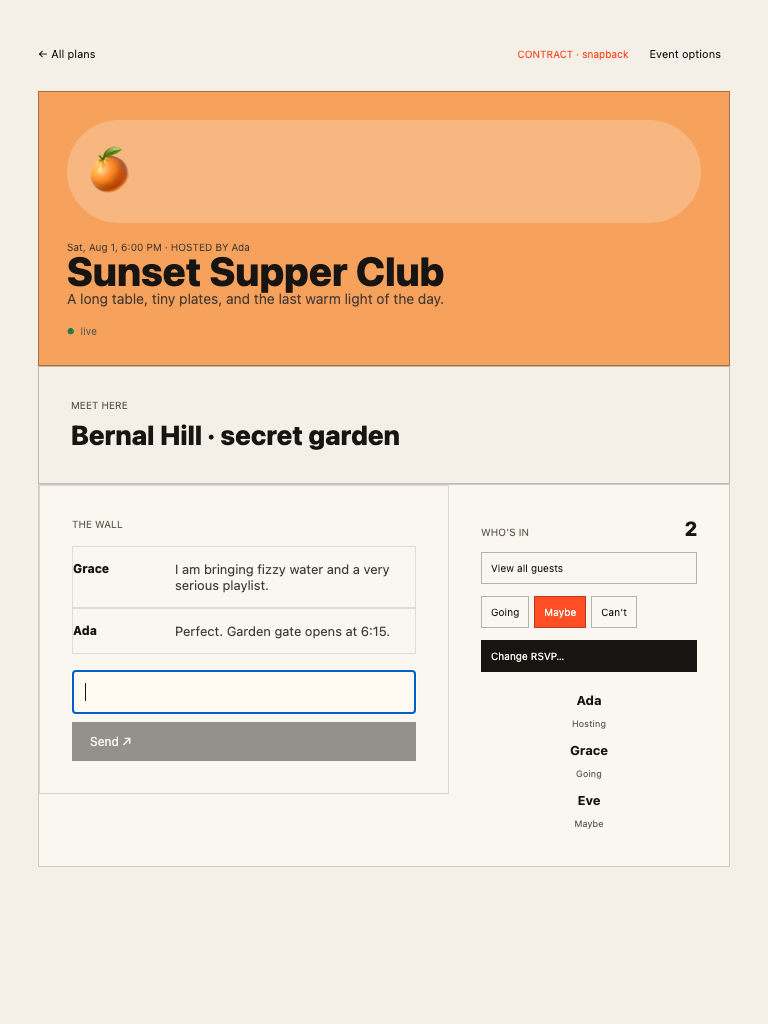 ← All plans
CONTRACT · snapback
Event options
Sat, Aug 1, 6:00 PM · HOSTED BY Ada
Sunset Supper Club
A long table, tiny plates, and the last warm light of the day.
live
MEET HERE
Bernal Hill · secret garden
THE WALL
Grace
I am bringing fizzy water and a very
serious playlist.
Ada
Perfect. Garden gate opens at 6:15.
Send ↗
WHO'S IN
2
View all guests
Going
Maybe
Can't
Change RSVP...
Ada
Hosting
Grace
Going
Eve
Maybe